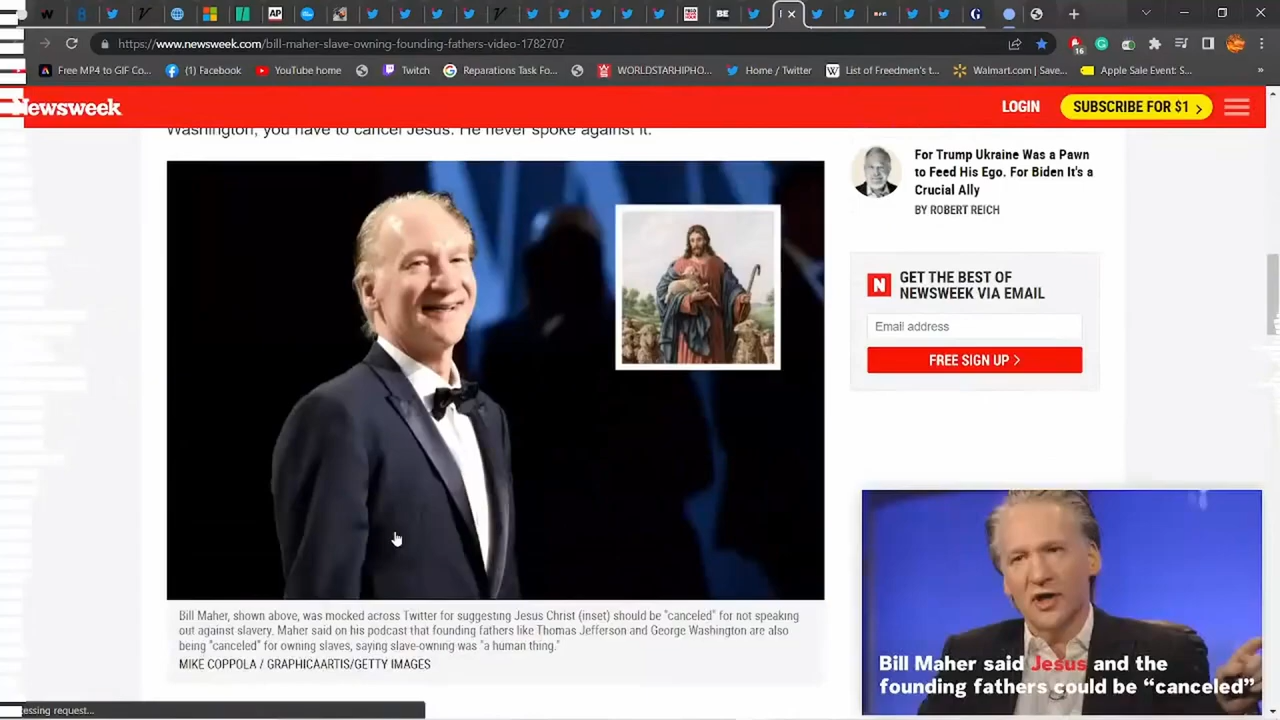 https://www.newsweek.com/bill-maher-slave-owning-founding-fathers-video-1782707
Free MP4 to GIF Co...
(1) Facebook
YouTube home
Twitch
Reparations Task Fo...
WORLDSTARHIPHO...
Home / Twitter
List of Freedmen's t...
Walmart.com | Save...
Apple Sale Event: S...
»
Newsweek
LOGIN
SUBSCRIBE FOR $1 >
Washington, you have to cancel Jesus. He never spoke against it.
For Trump Ukraine Was a Pawn
to Feed His Ego. For Biden It's a
Crucial Ally
BY ROBERT REICH
N
GET THE BEST OF
NEWSWEEK VIA EMAIL
Email address
FREE SIGN UP >
Bill Maher, shown above, was mocked across Twitter for suggesting Jesus Christ (inset) should be "canceled" for not speaking
out against slavery. Maher said on his podcast that founding fathers like Thomas Jefferson and George Washington are also
being "canceled" for owning slaves, saying slave-owning was "a human thing."
MIKE COPPOLA / GRAPHICAARTIS/GETTY IMAGES
Bill Maher said Jesus and the
founding fathers could be “canceled”
essing request...